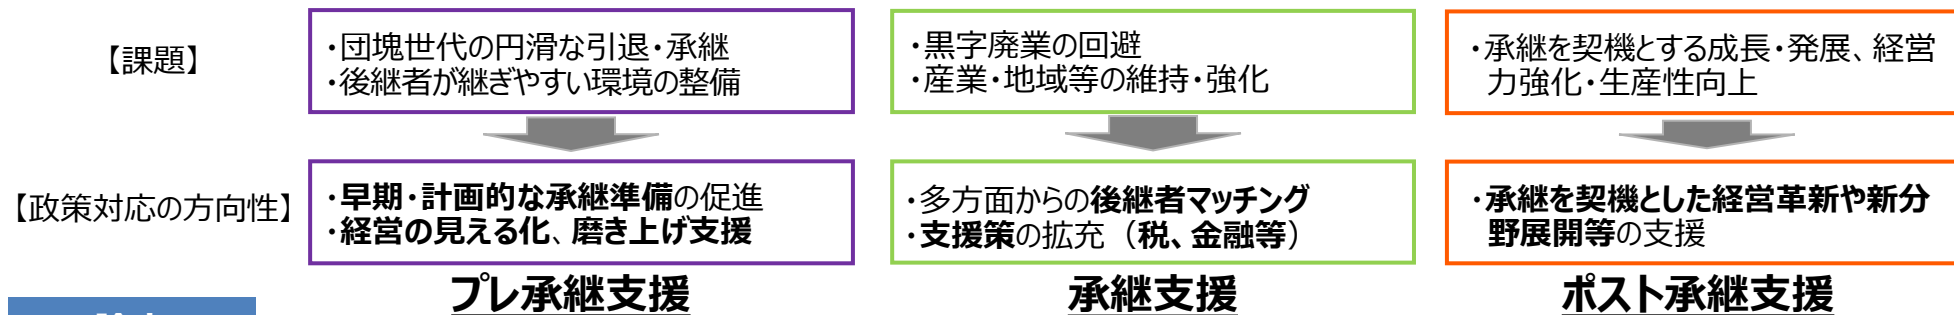 【課題】
・団塊世代の円滑な引退・承継
・後継者が継ぎやすい環境の整備
・黒字廃業の回避
・産業・地域等の維持・強化
・承継を契機とする成長・発展、経営
力強化・生産性向上
【政策対応の方向性】
・早期・計画的な承継準備の促進
・経営の見える化、磨き上げ支援
・多方面からの後継者マッチング
・支援策の拡充（税、金融等）
・承継を契機とした経営革新や新分
野展開等の支援
プレ承継支援
承継支援
ポスト承継支援